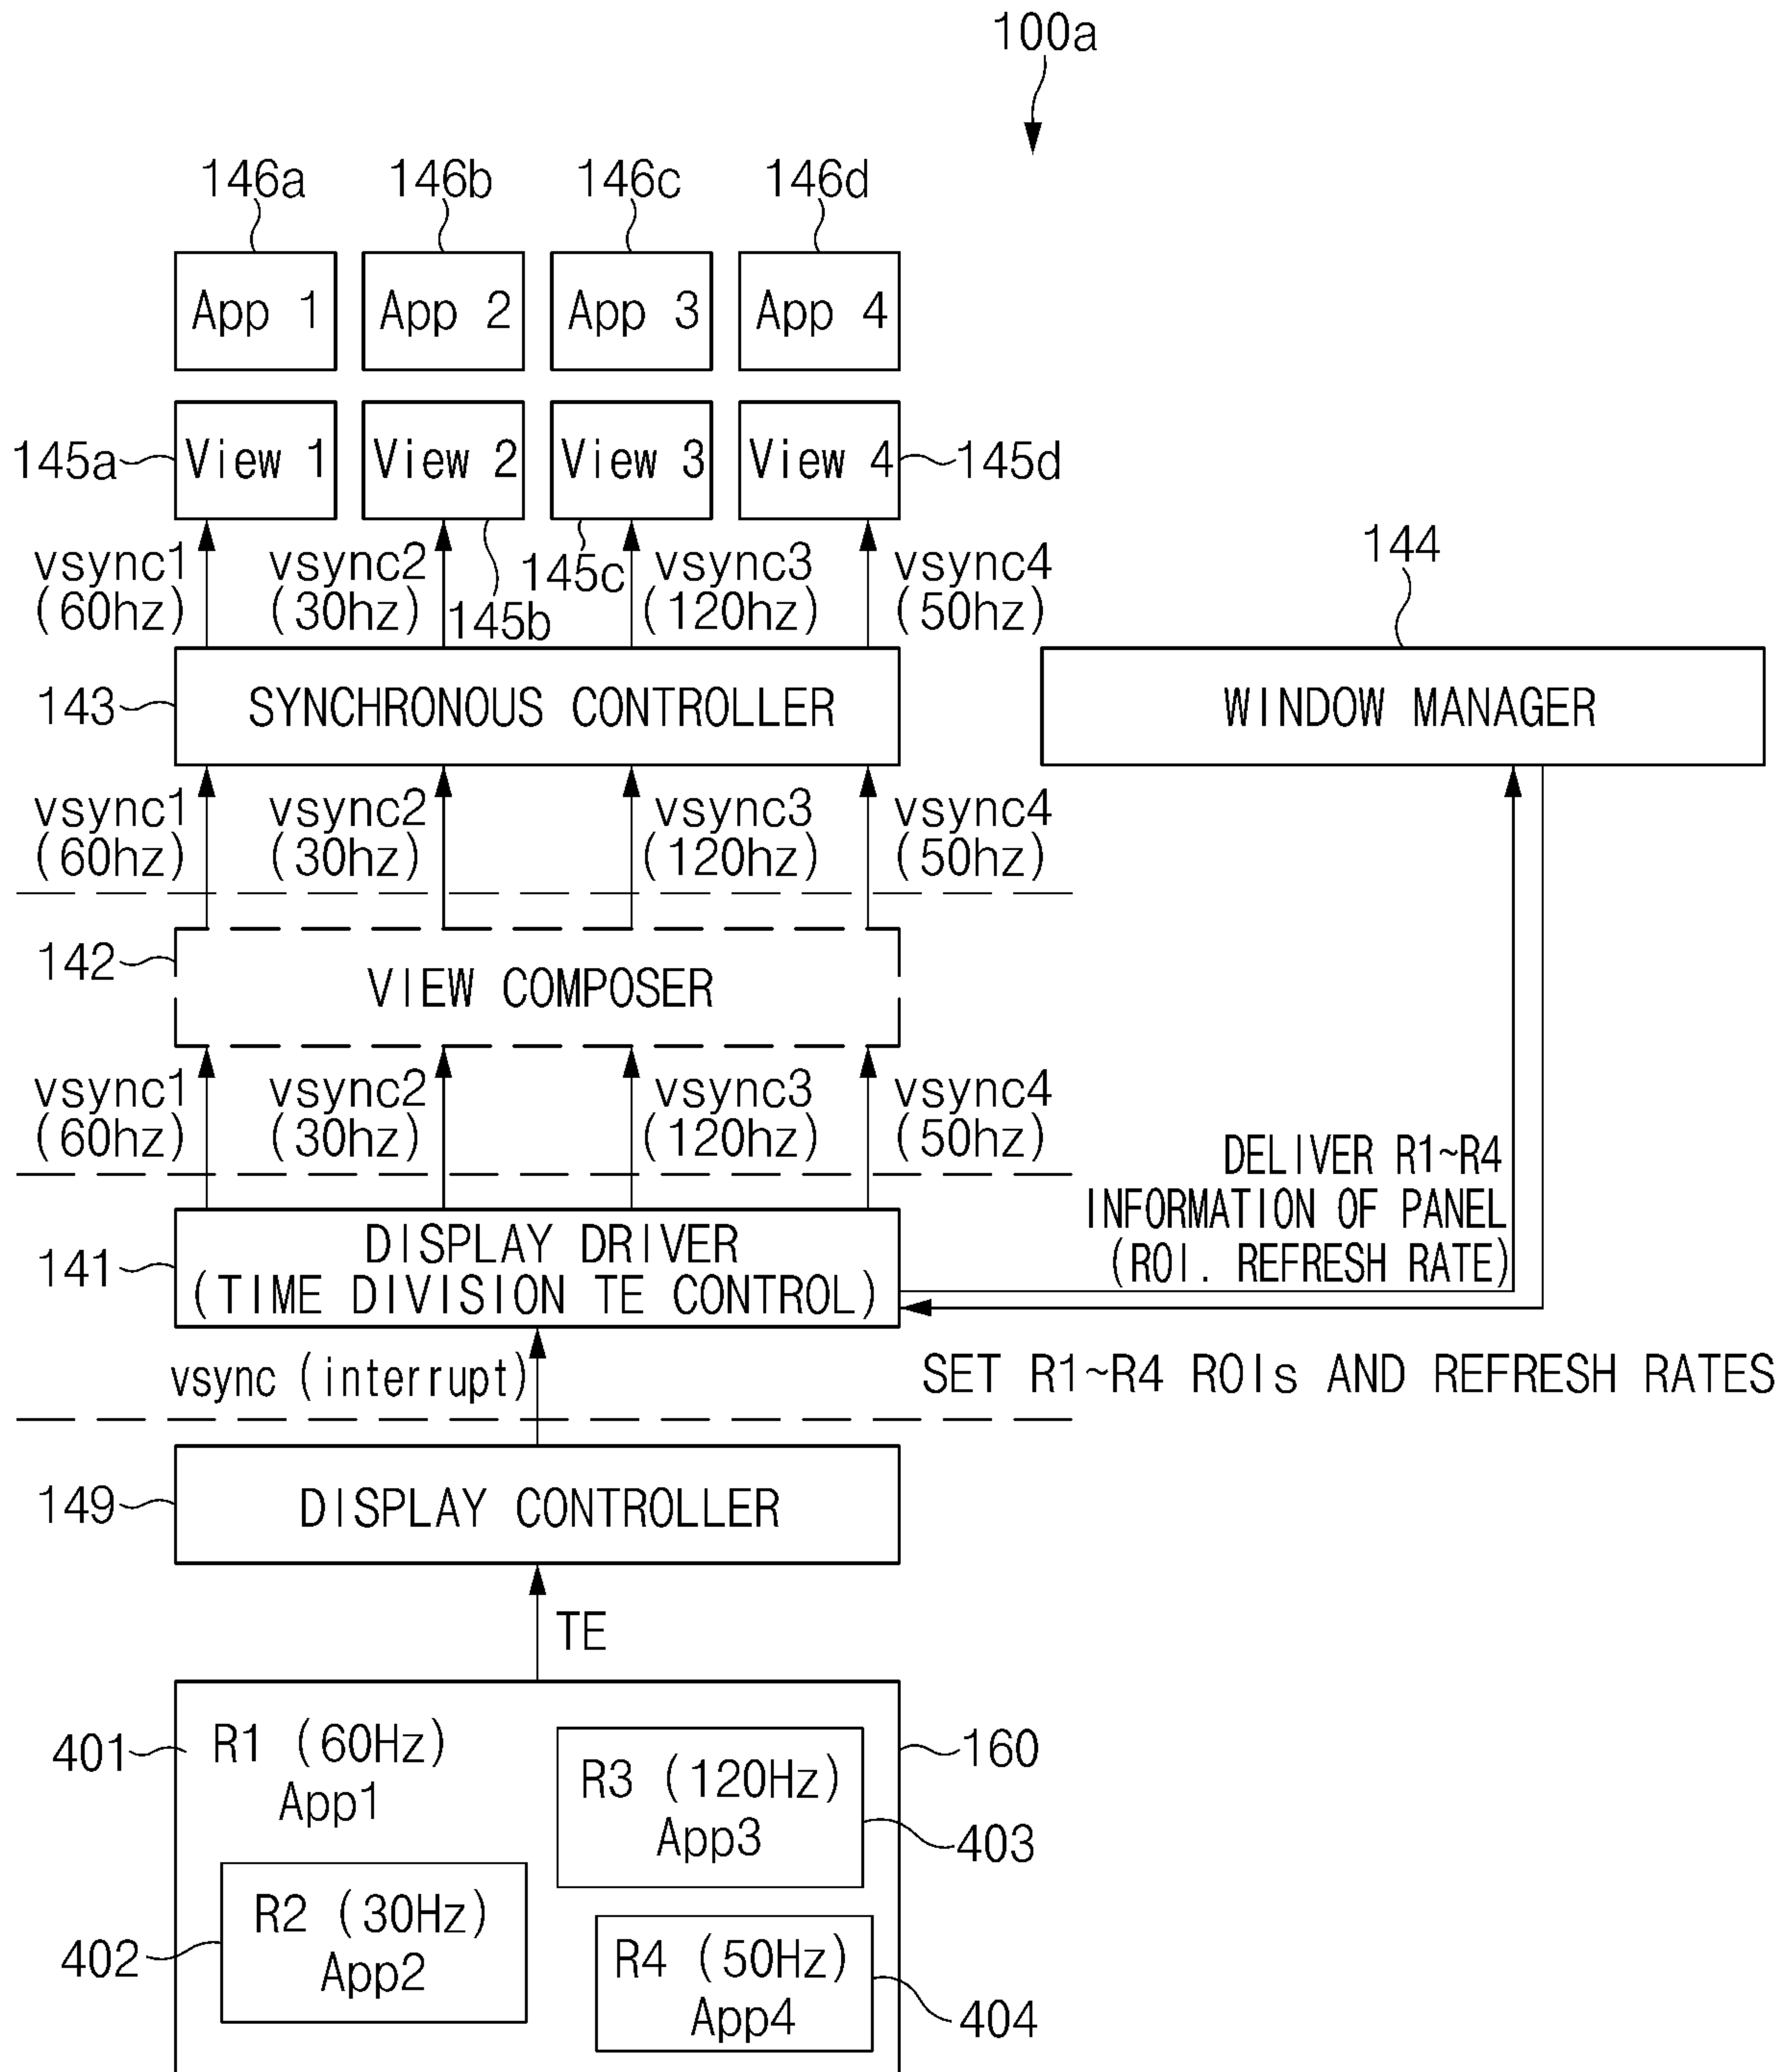 100a
146a 146b 146c 146d
App 1 App 2 App 3 App 4
145a View 1 View 2 View 3 View 4 145d
vsync1 vsync2 145c vsync3 vsync4 144
(60hz) (30hz) 145b (120hz) (50hz)
143 SYNCHRONOUS CONTROLLER WINDOW MANAGER
vsync1 vsync2 vsync3 vsync4
(60hz) (30hz) (120hz) (50hz)
142 VIEW COMPOSER
vsync1 vsync2 vsync3 vsync4
(60hz) (30hz) (120hz) (50hz)
DELIVER R1~R4
INFORMATION OF PANEL
(ROI. REFRESH RATE)
141 DISPLAY DRIVER
(TIME DIVISION TE CONTROL)
vsync (interrupt) SET R1~R4 ROIs AND REFRESH RATES
149 DISPLAY CONTROLLER
TE
401 R1 (60Hz) 160
App1
R3 (120Hz)
App3 403
R2 (30Hz)
402 App2
R4 (50Hz)
App4 404